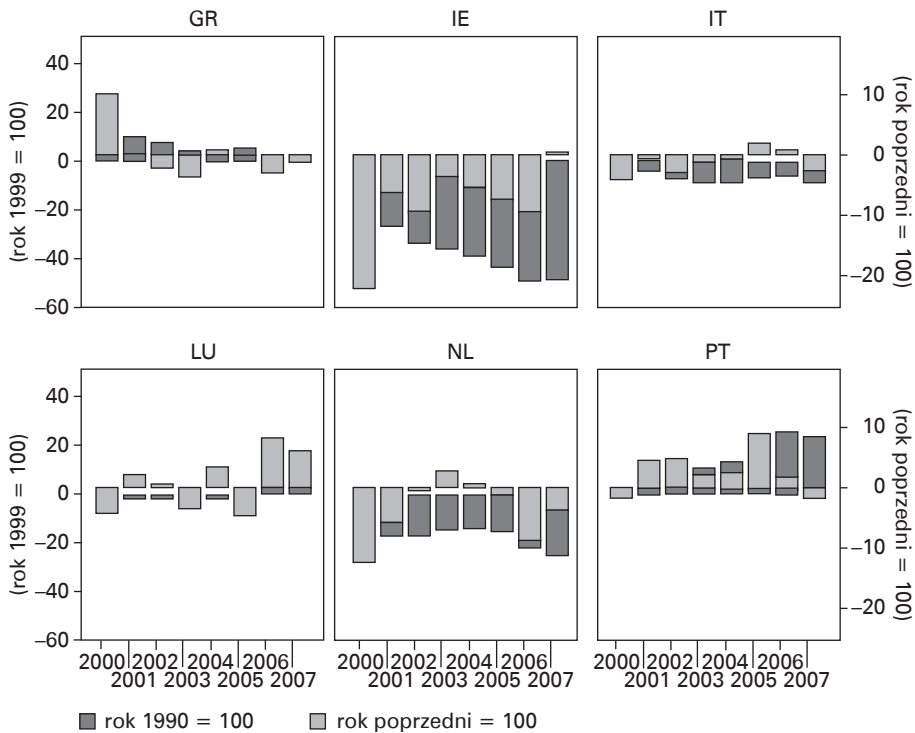 GR IE IT
40
20
0
–20
–40
–60
(rok 1999 = 100)
10
0
–10
–20
(rok poprzedni = 100)
LU NL PT
40
20
0
–20
–40
–60
(rok 1999 = 100)
10
0
–10
–20
(rok poprzedni = 100)
2000 2002 2004 2006 2000 2002 2004 2006 2000 2002 2004 2006
2001 2003 2005 2007 2001 2003 2005 2007 2001 2003 2005 2007
rok 1990 = 100 rok poprzedni = 100